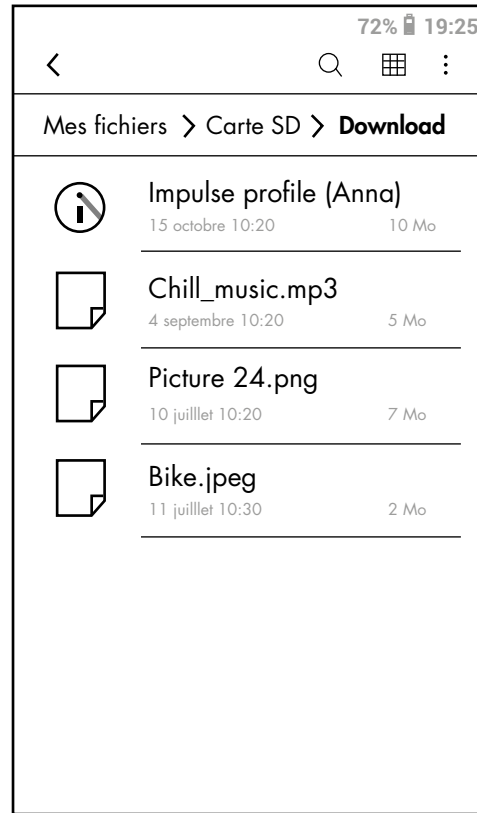 72% 19:25
Mes fichiers > Carte SD > Download
Impulse profile (Anna)
15 octobre 10:20 10 Mo
Chill_music.mp3
4 septembre 10:20 5 Mo
Picture 24.png
10 juilllet 10:20 7 Mo
Bike.jpeg
11 juilllet 10:30 2 Mo